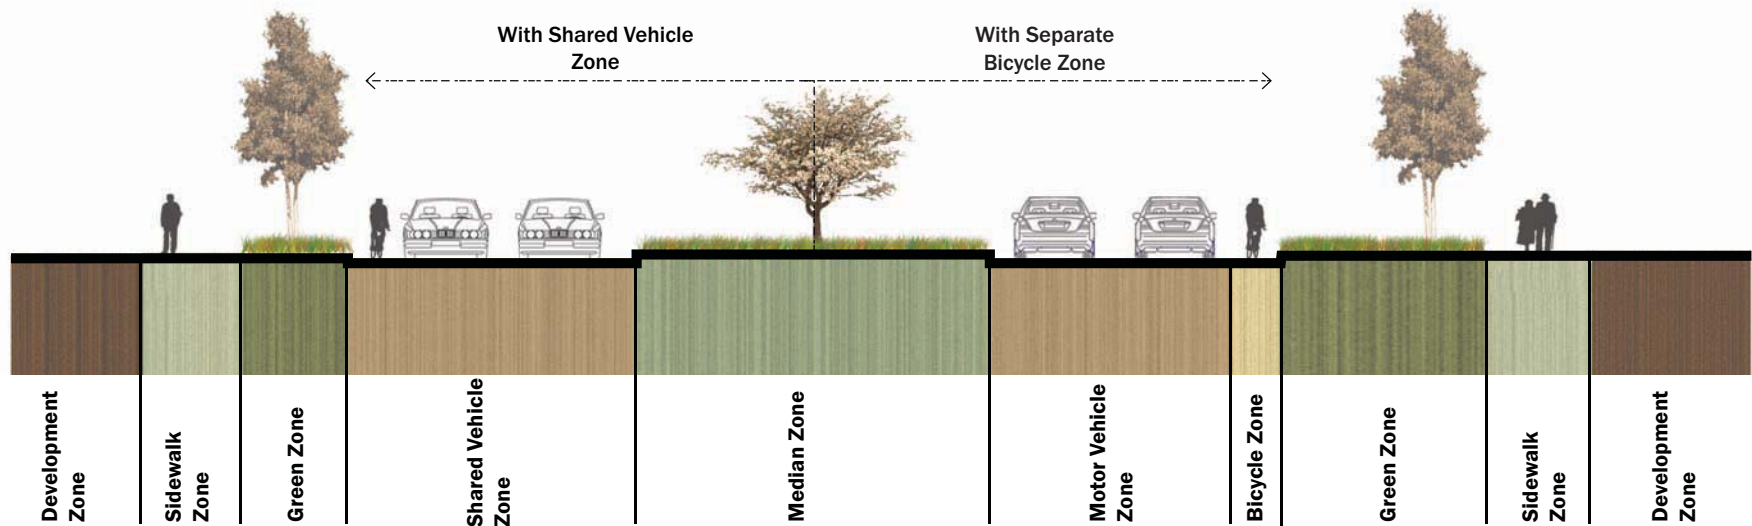 With Shared Vehicle
Zone
With Separate
Bicycle Zone
Development
Zone
Sidewalk
Zone
Green Zone
Shared Vehicle
Zone
Median Zone
Motor Vehicle
Zone
Bicycle Zone
Green Zone
Sidewalk
Zone
Development
Zone